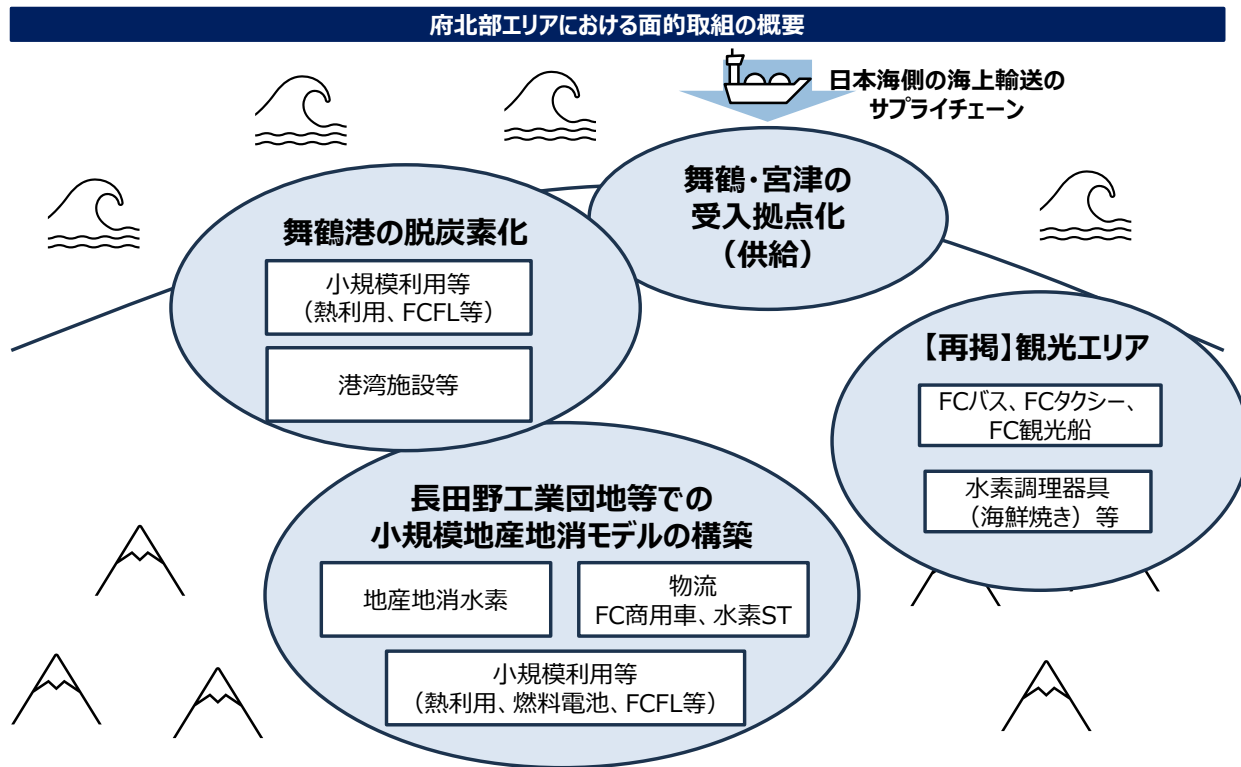 府北部エリアにおける面的取組の概要
日本海側の海上輸送の
サプライチェーン
舞鶴・宮津の
受入拠点化
（供給）
舞鶴港の脱炭素化
小規模利用等
（熱利用、FCFL等）
港湾施設等
【再掲】観光エリア
FCバス、FCタクシー、
FC観光船
水素調理器具
（海鮮焼き）等
長田野工業団地等での
小規模地産地消モデルの構築
地産地消水素
物流
FC商用車、水素ST
小規模利用等
（熱利用、燃料電池、FCFL等）